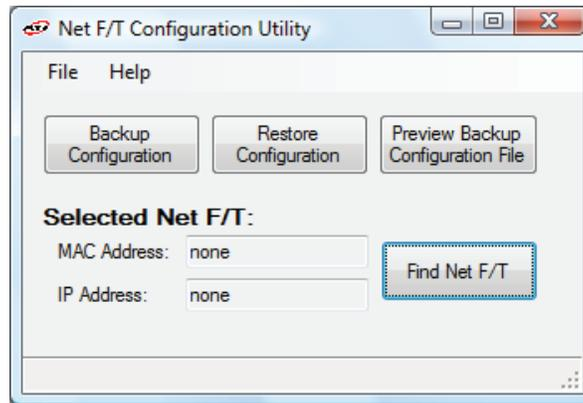 Net F/T Configuration Utility
File Help
Backup Configuration
Restore Configuration
Preview Backup Configuration File
Selected Net F/T:
MAC Address: none
Find Net F/T
IP Address: none